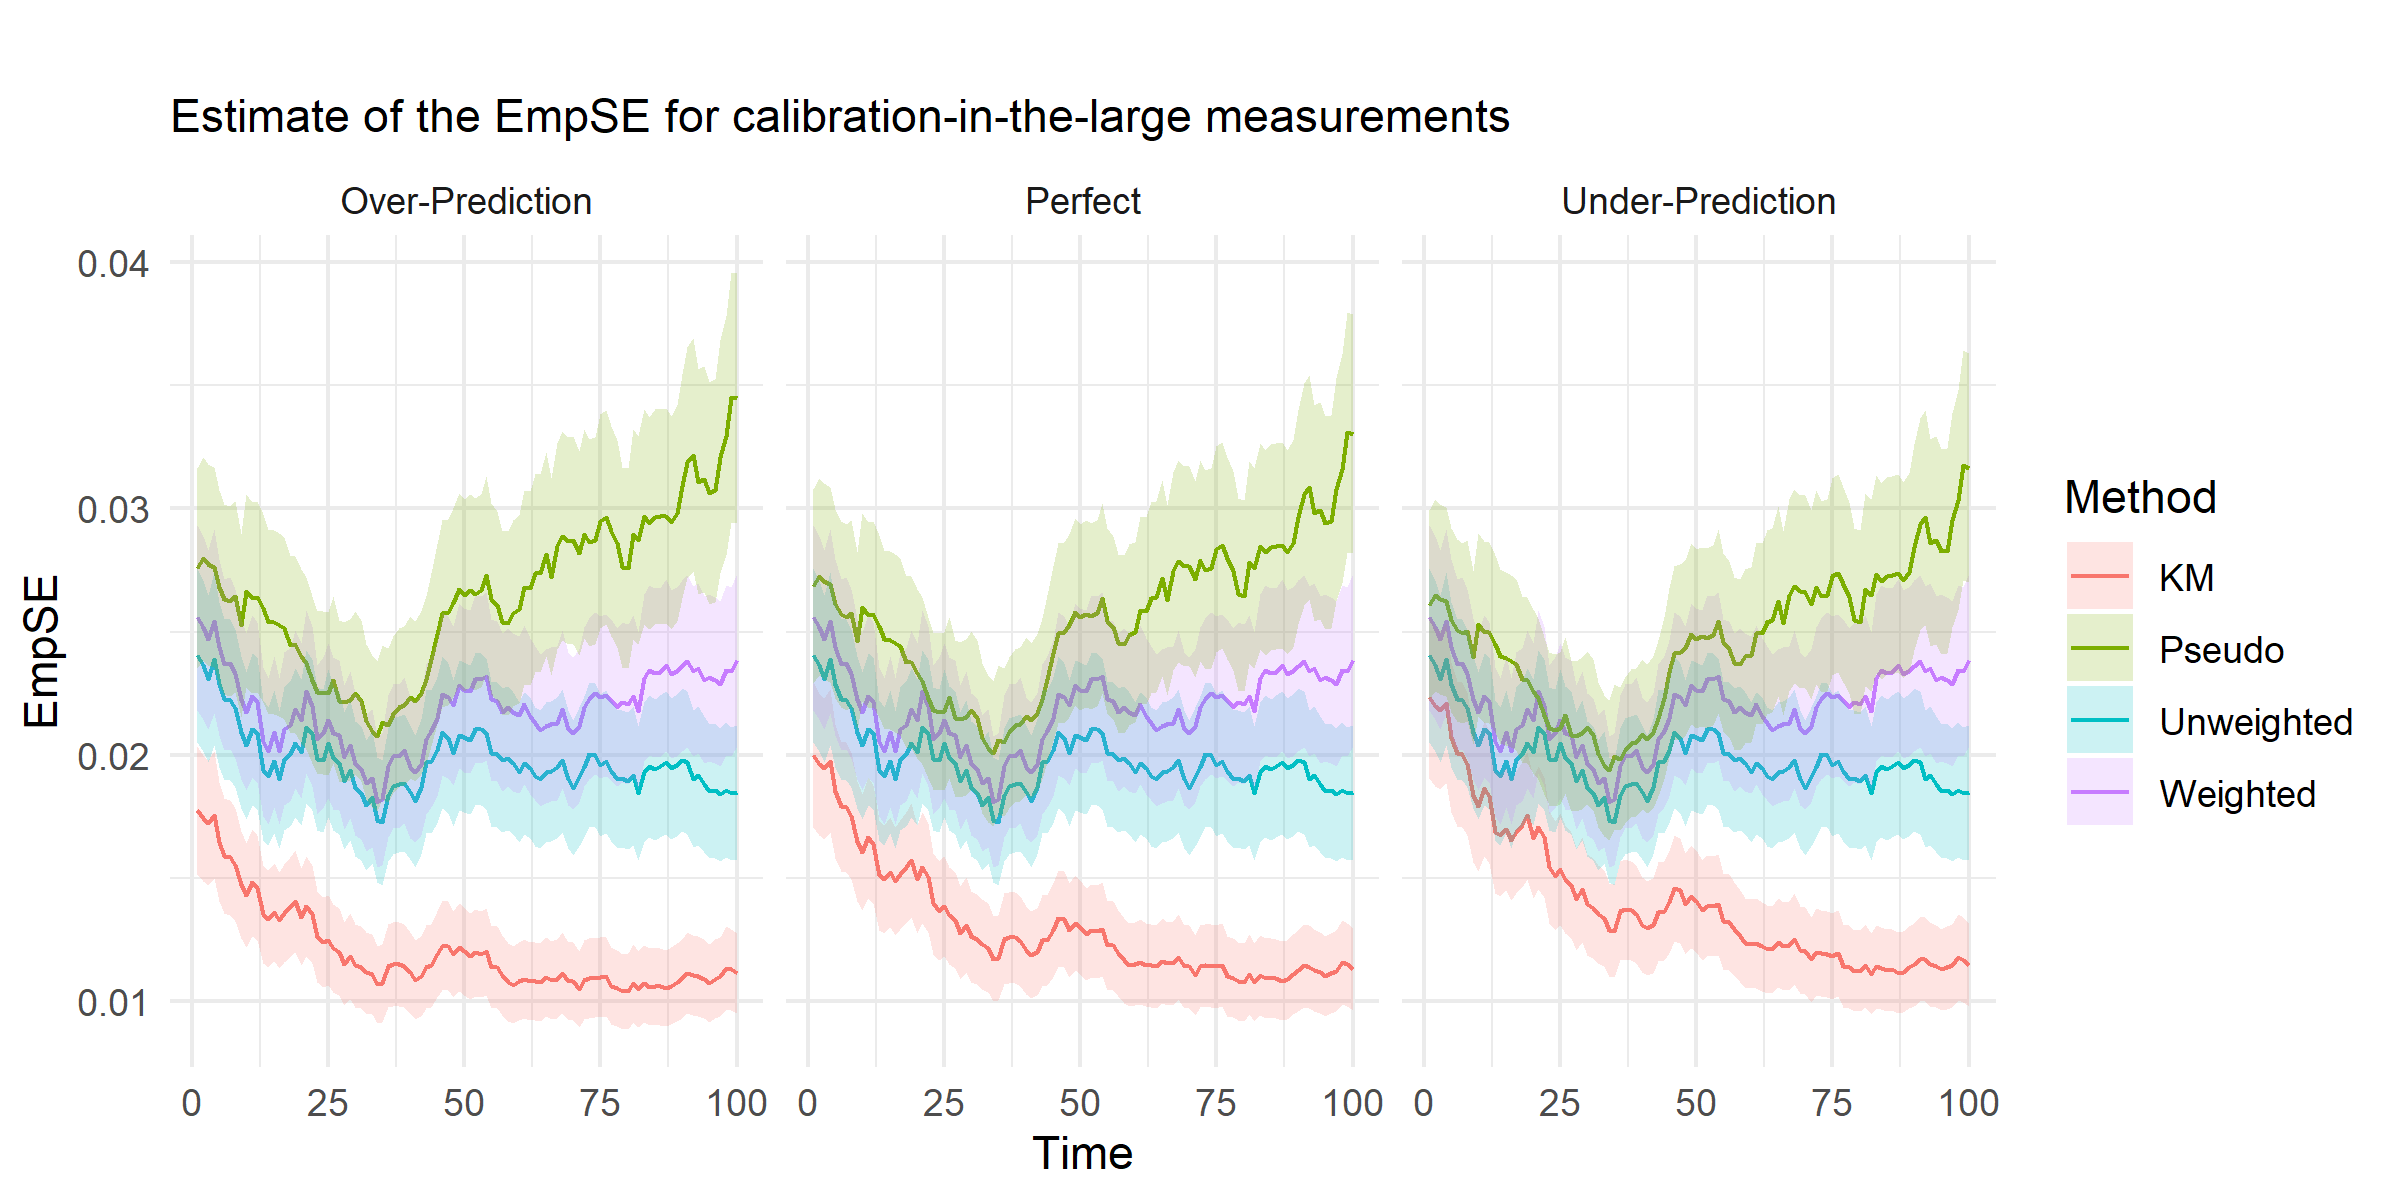 Estimate of the EmpSE for calibration-in-the-large measurements
Over-Prediction
Perfect
Under-Prediction
EmpSE
0.04
0.03
0.02
0.01
0 25 50 75 100
0 25 50 75 100
0 25 50 75 100
Time
Method
KM
Pseudo
Unweighted
Weighted